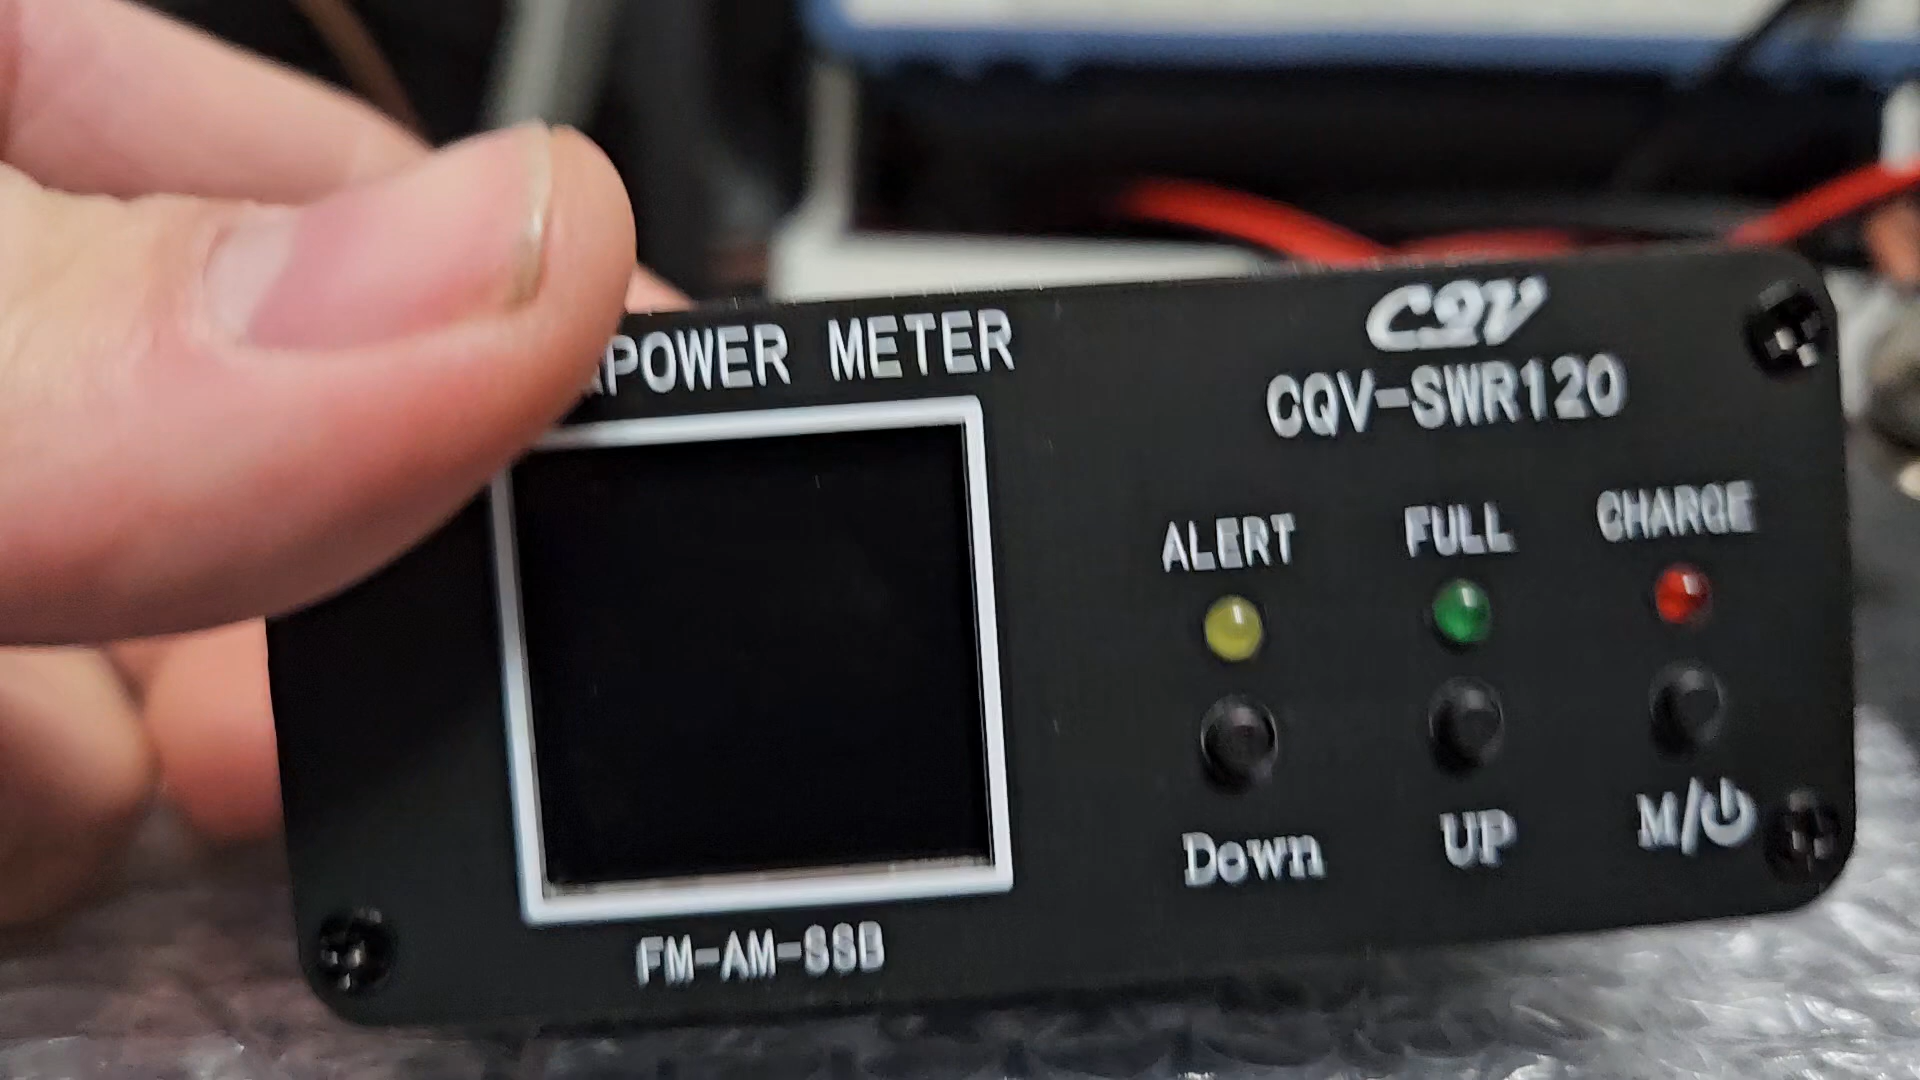 &POWER METER
CQV
CQV-SWR120
ALERT FULL CHARGE
Down UP M/⏻
FM-AM-SSB